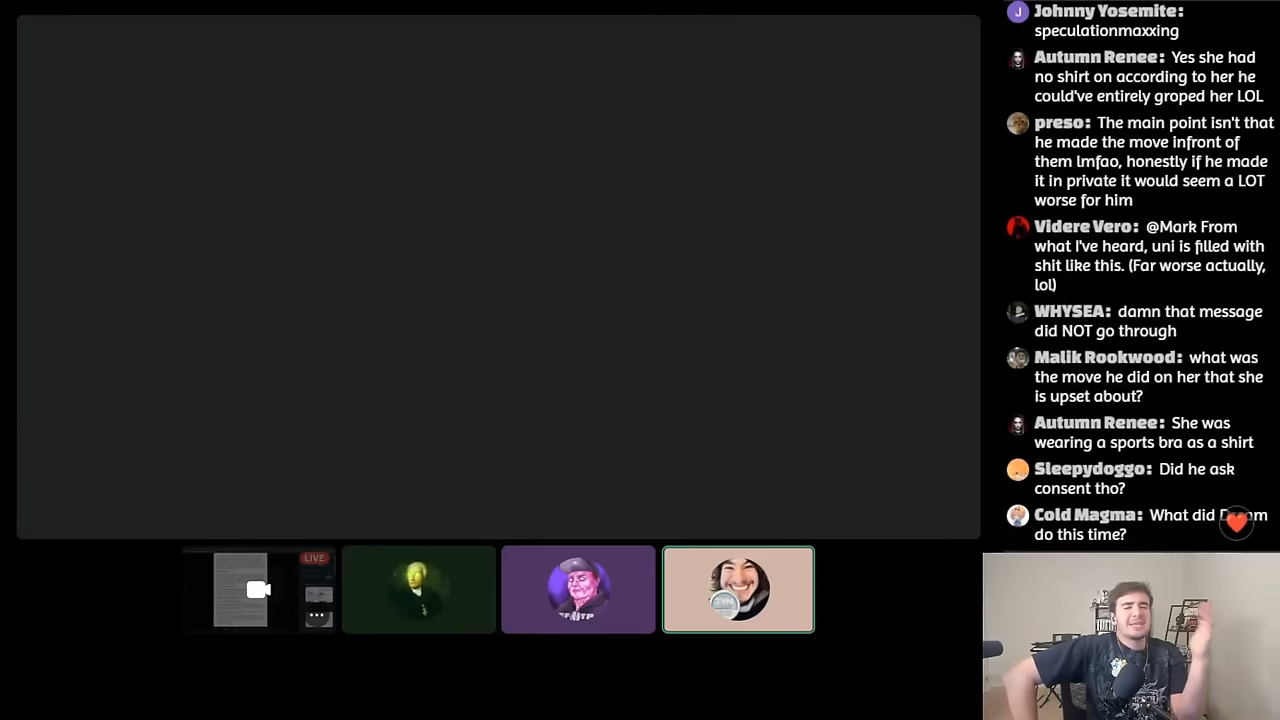 Johnny Yosemite:
speculationmaxxing
Autumn Renee: Yes she had
no shirt on according to her he
could've entirely groped her LOL
preso: The main point isn't that
he made the move infront of
them lmfao, honestly if he made
it in private it would seem a LOT
worse for him
Videre Vero: @Mark From
what I've heard, uni is filled with
shit like this. (Far worse actually,
lol)
WHYSEA: damn that message
did NOT go through
Malik Rookwood: what was
the move he did on her that she
is upset about?
Autumn Renee: She was
wearing a sports bra as a shirt
Sleepydoggo: Did he ask
consent tho?
Cold Magma: What did
do this time?
LIVE
ZYN